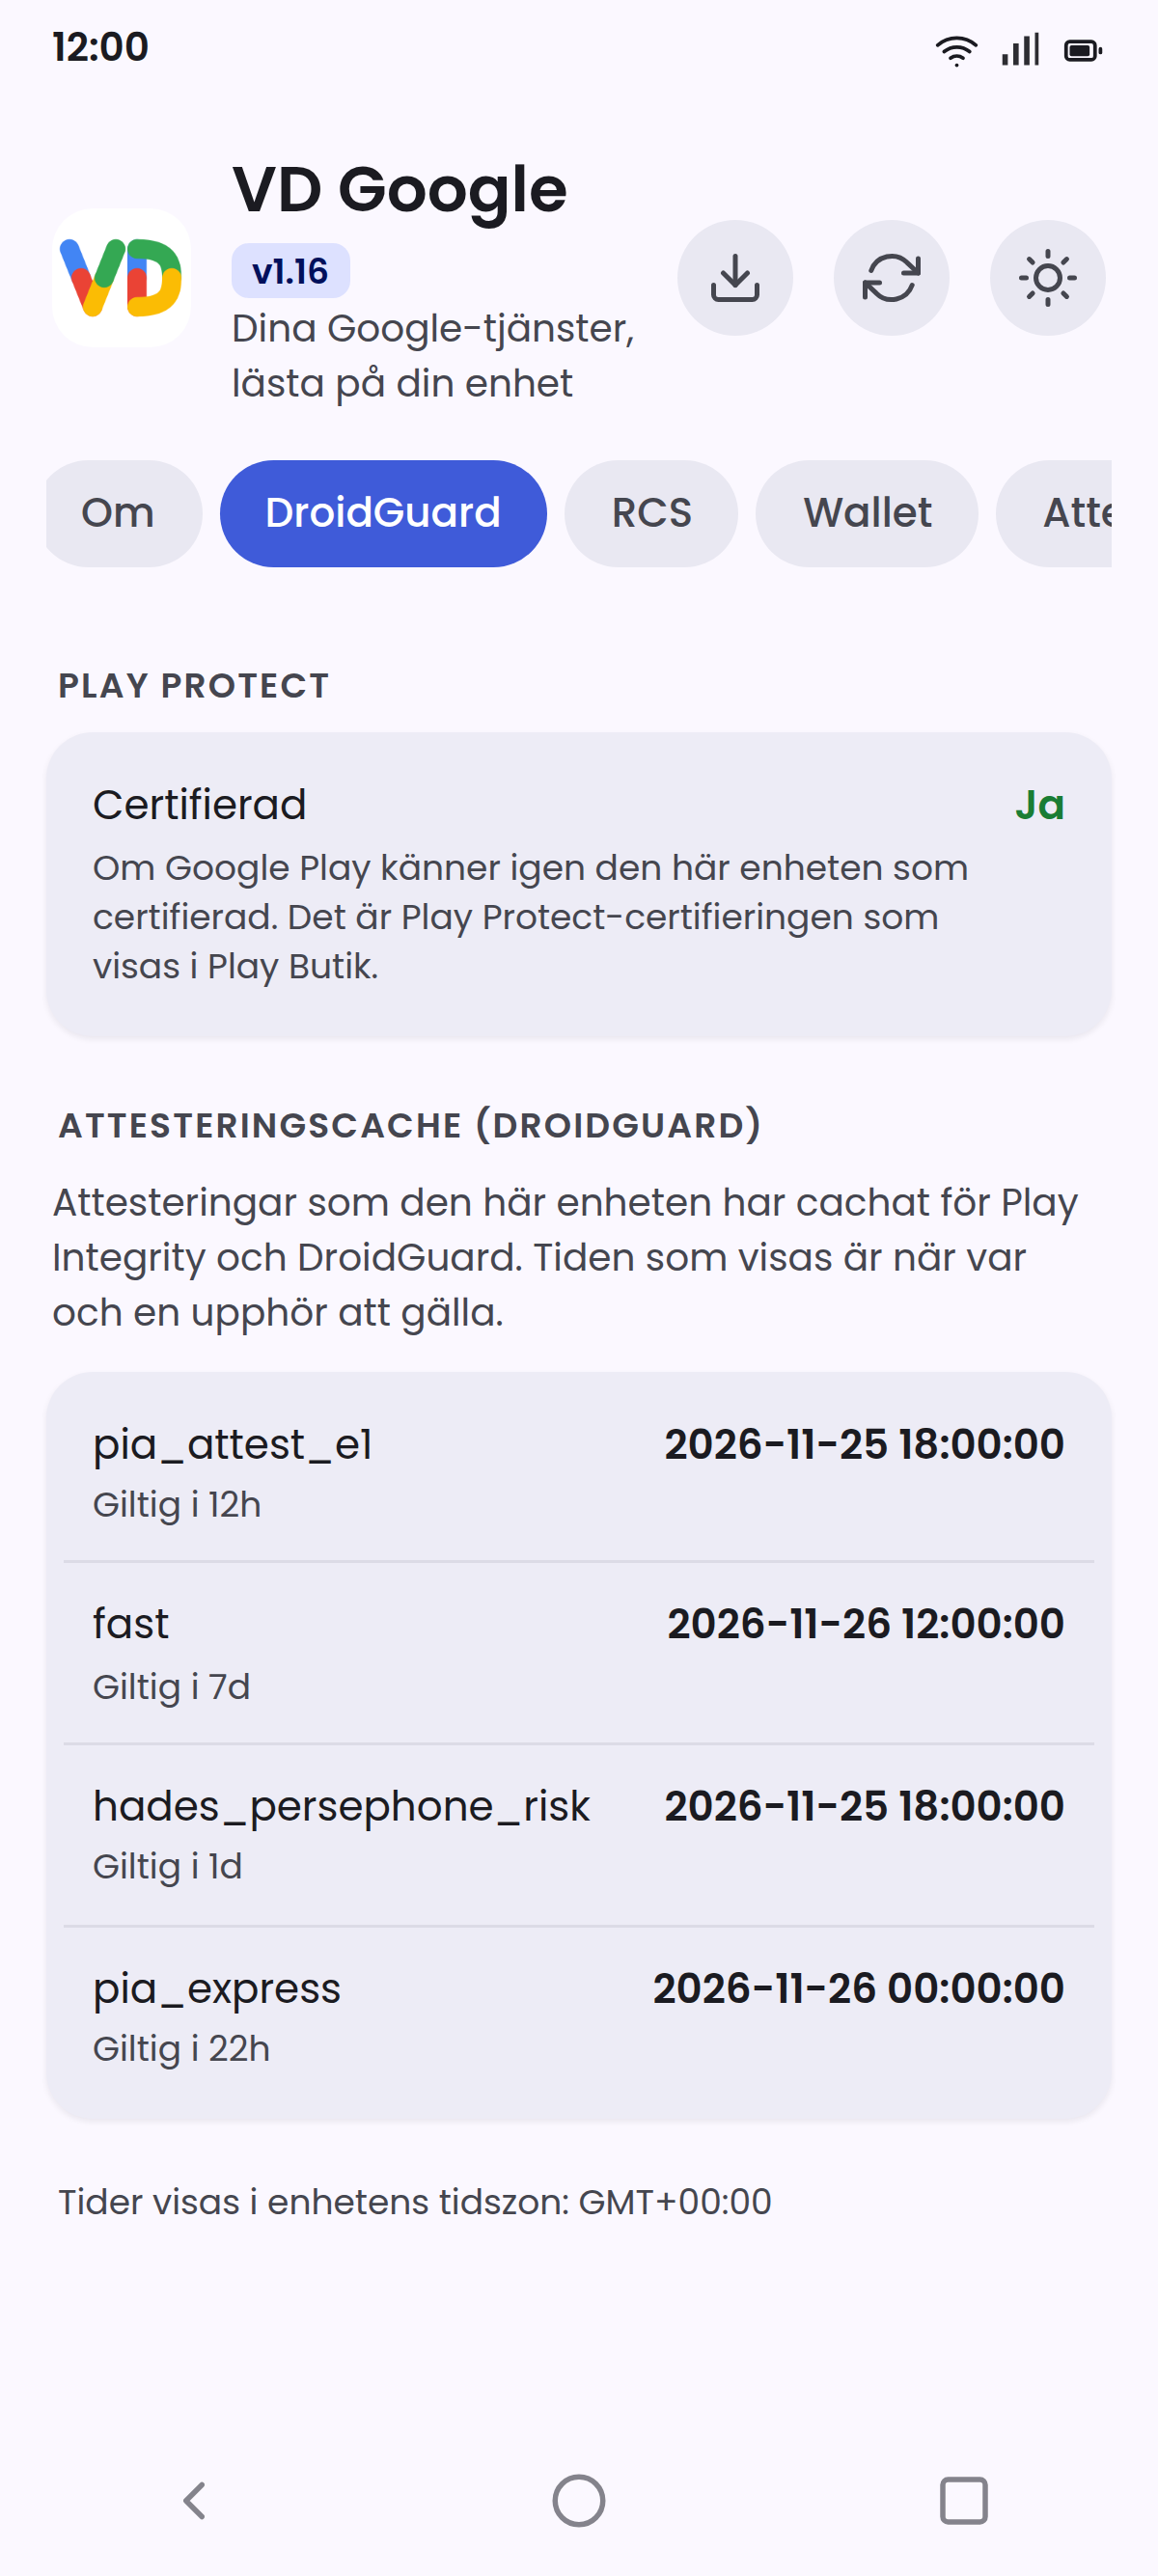 12:00
VD Google
VD
v1.16
Dina Google-tjänster,
lästa på din enhet
Om
DroidGuard
RCS
Wallet
Atte
PLAY PROTECT
Certifierad
Ja
Om Google Play känner igen den här enheten som
certifierad. Det är Play Protect-certifieringen som
visas i Play Butik.
ATTESTERINGSCACHE (DROIDGUARD)
Attesteringar som den här enheten har cachat för Play
Integrity och DroidGuard. Tiden som visas är när var
och en upphör att gälla.
pia_attest_e1
2026-11-25 18:00:00
Giltig i 12h
fast
2026-11-26 12:00:00
Giltig i 7d
hades_persephone_risk
2026-11-25 18:00:00
Giltig i 1d
pia_express
2026-11-26 00:00:00
Giltig i 22h
Tider visas i enhetens tidszon: GMT+00:00